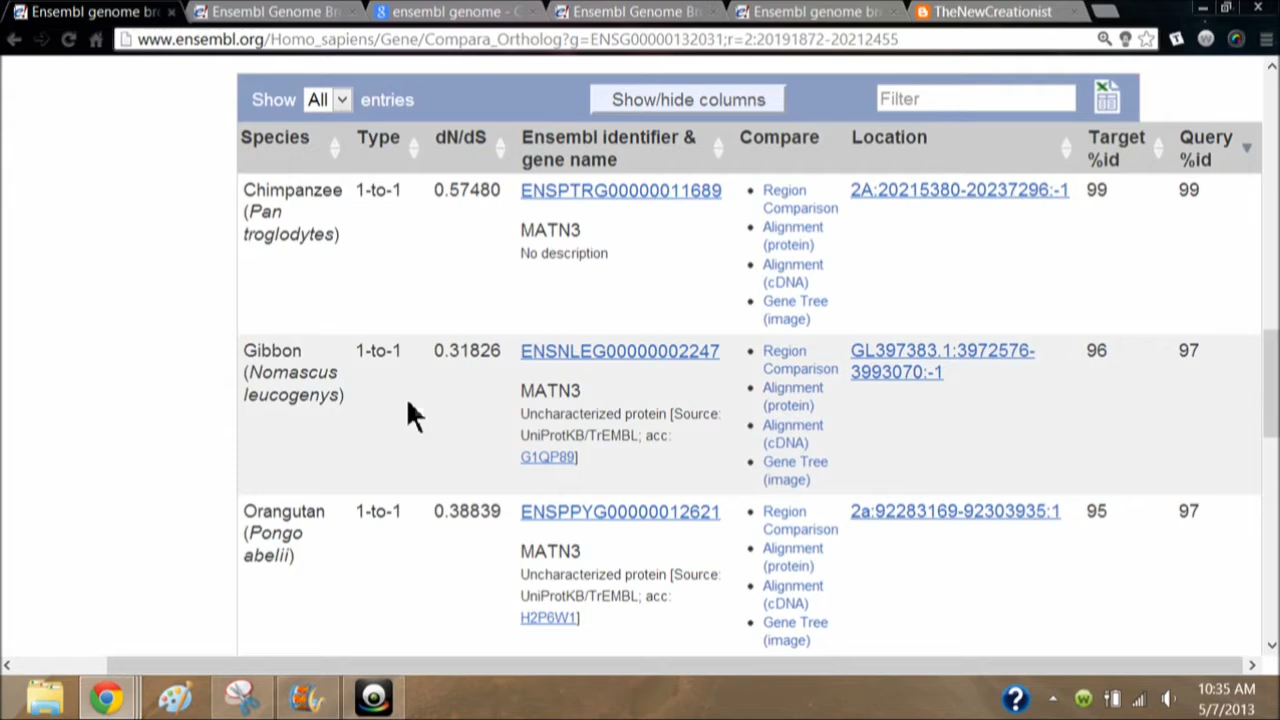 Ensembl genome bro
Ensembl Genome Br
ensembl genome - G
Ensembl Genome Br
Ensembl genome br
TheNewCreationist
www.ensembl.org/Homo_sapiens/Gene/Compara_Ortholog?g=ENSG00000132031;r=2:20191872-20212455
Show All entries
Show/hide columns
Filter
Species
Type
dN/dS
Ensembl identifier &
gene name
Compare
Location
Target
%id
Query
%id
Chimpanzee
(Pan
troglodytes)
1-to-1
0.57480
ENSPTRG00000011689
MATN3
No description
Region
Comparison
Alignment
(protein)
Alignment
(cDNA)
Gene Tree
(image)
2A:20215380-20237296:-1
99
99
Gibbon
(Nomascus
leucogenys)
1-to-1
0.31826
ENSNLEG00000002247
MATN3
Uncharacterized protein [Source:
UniProtKB/TrEMBL; acc:
G1QP89]
Region
Comparison
Alignment
(protein)
Alignment
(cDNA)
Gene Tree
(image)
GL397383.1:3972576-
3993070:-1
96
97
Orangutan
(Pongo
abelii)
1-to-1
0.38839
ENSPPYG00000012621
MATN3
Uncharacterized protein [Source:
UniProtKB/TrEMBL; acc:
H2P6W1]
Region
Comparison
Alignment
(protein)
Alignment
(cDNA)
Gene Tree
(image)
2a:92283169-92303935:1
95
97
10:35 AM
5/7/2013